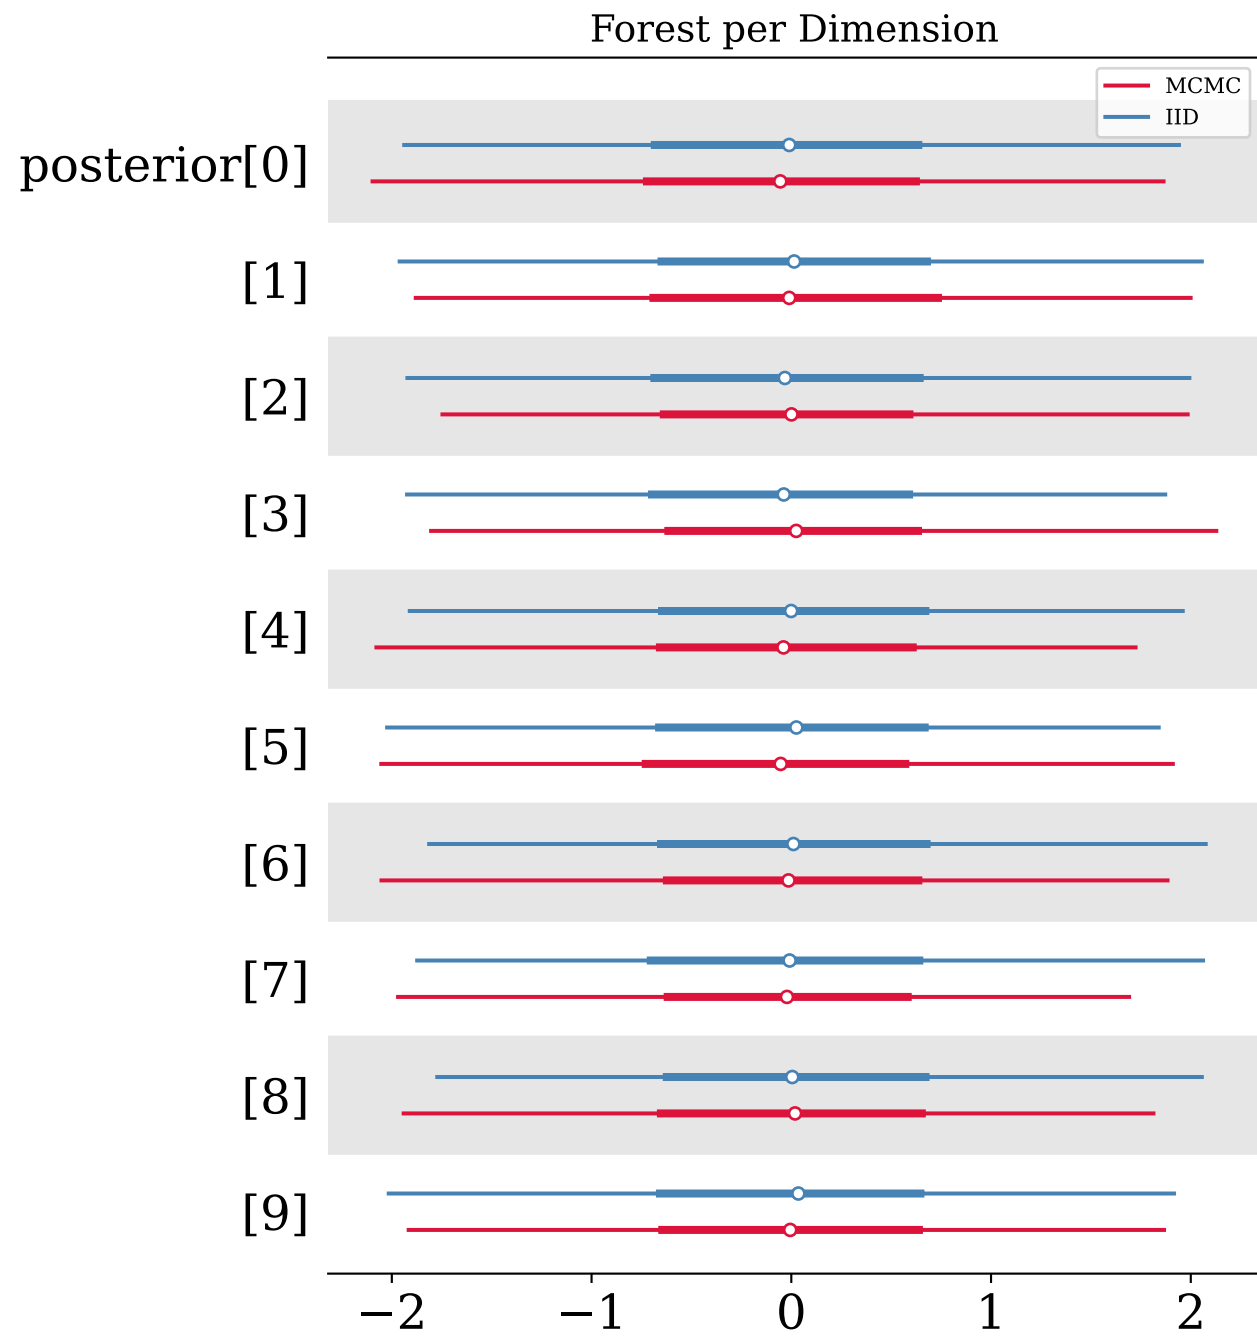 Forest per Dimension
MCMC
IID
posterior[0]
[1]
[2]
[3]
[4]
[5]
[6]
[7]
[8]
[9]
−2 −1 0 1 2